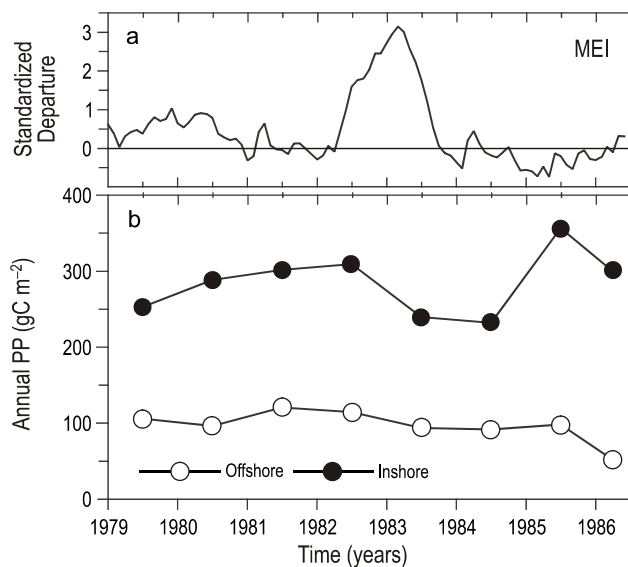 a
MEI
Standardized
Departure
3
2
1
0
b
Annual PP (gC m⁻²)
400
300
200
100
0
Offshore
Inshore
1979 1980 1981 1982 1983 1984 1985 1986
Time (years)